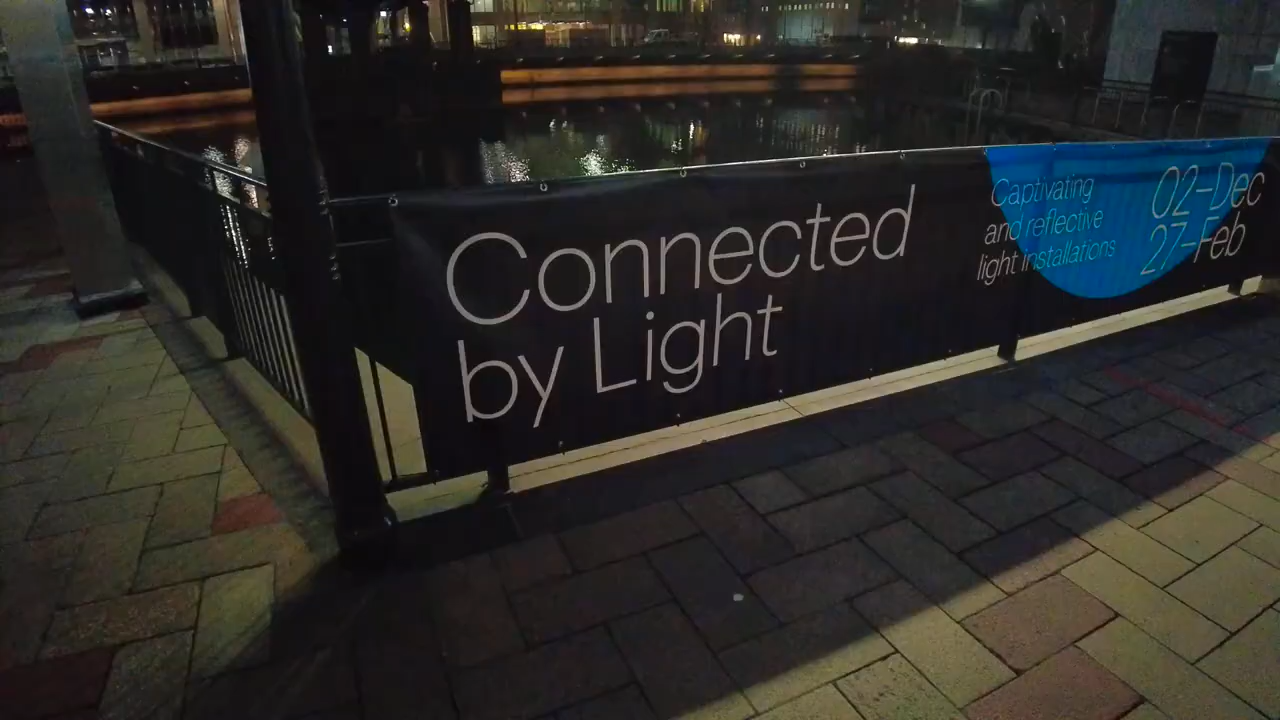 Connected
by Light
Captivating
and reflective
light installations
02–Dec
27–Feb